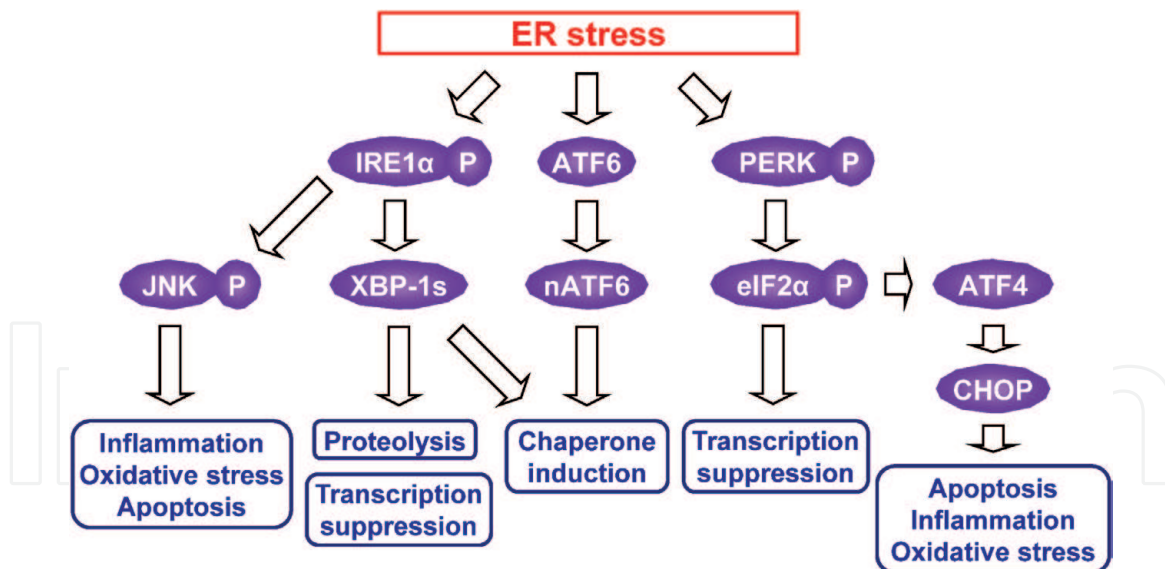 ER stress
IRE1α P
ATF6
PERK P
JNK P
XBP-1s
nATF6
eIF2α P
ATF4
CHOP
Inflammation
Oxidative stress
Apoptosis
Proteolysis
Transcription
suppression
Chaperone
induction
Transcription
suppression
Apoptosis
Inflammation
Oxidative stress